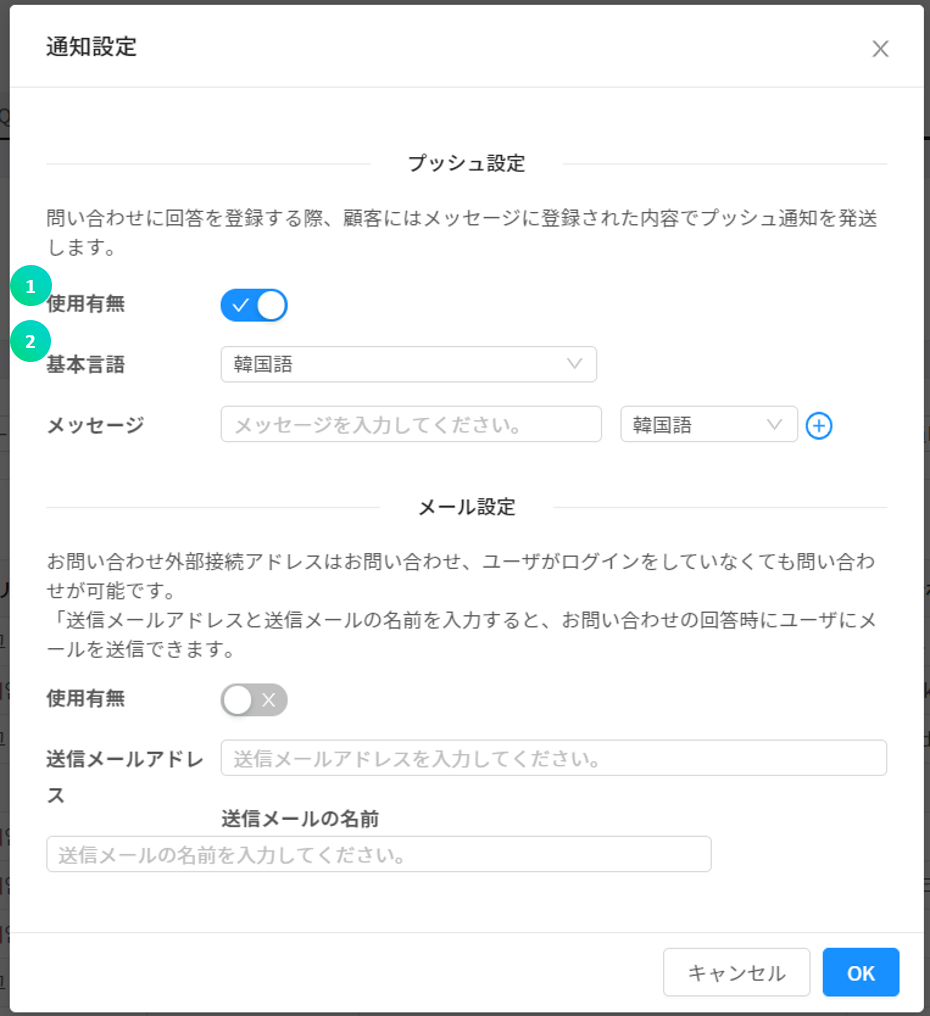 通知設定
プッシュ設定
問い合わせに回答を登録する際、顧客にはメッセージに登録された内容でプッシュ通知を発送
します。
1
使用有無
2
基本言語 韓国語
メッセージ メッセージを入力してください。 韓国語
メール設定
お問い合わせ外部接続アドレスはお問い合わせ、ユーザがログインをしていなくても問い合わ
せが可能です。
「送信メールアドレスと送信メールの名前を入力すると、お問い合わせの回答時にユーザにメ
ールを送信できます。
使用有無
送信メールアドレ 送信メールアドレスを入力してください。
ス
送信メールの名前
送信メールの名前を入力してください。
キャンセル OK